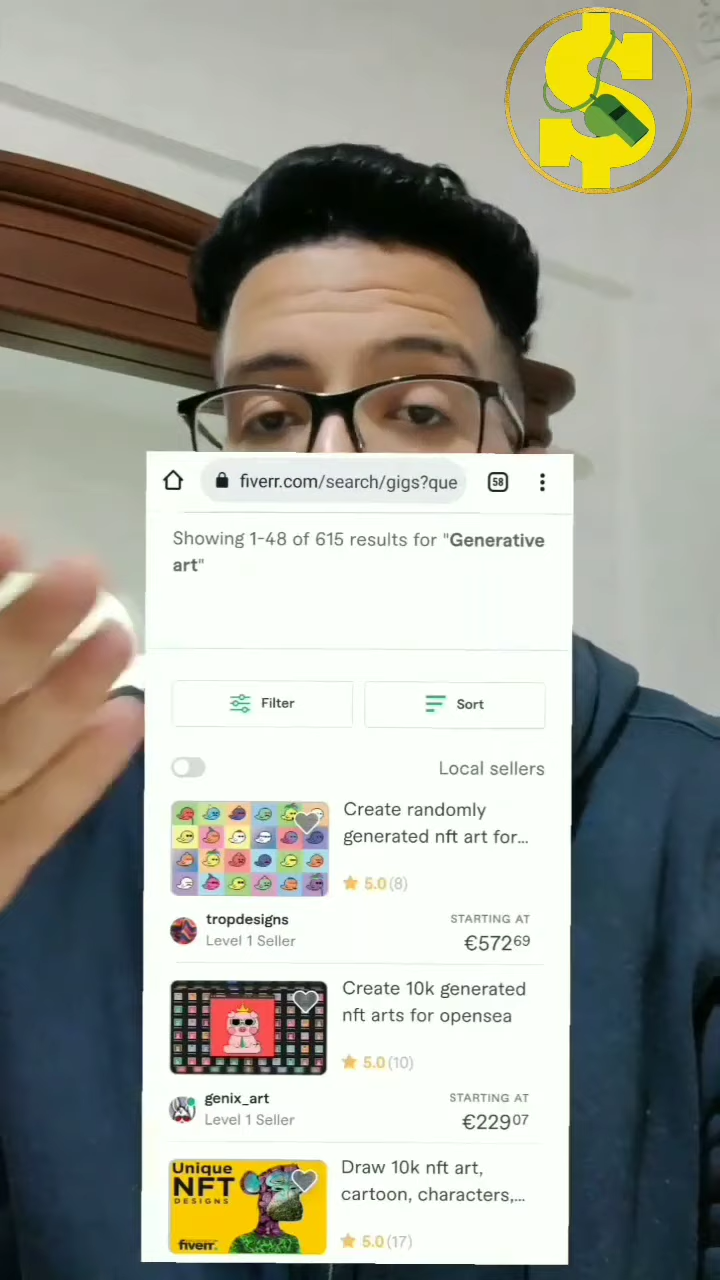 fiverr.com/search/gigs?que
58
Showing 1-48 of 615 results for "Generative
art"
Filter
Sort
Local sellers
Create randomly
generated nft art for...
5.0 (8)
tropdesigns
Level 1 Seller
STARTING AT
€572⁶⁹
Create 10k generated
nft arts for opensea
5.0 (10)
genix_art
Level 1 Seller
STARTING AT
€229⁰⁷
Unique
NFT
DESIGNS
fiverr.
Draw 10k nft art,
cartoon, characters,...
5.0 (17)